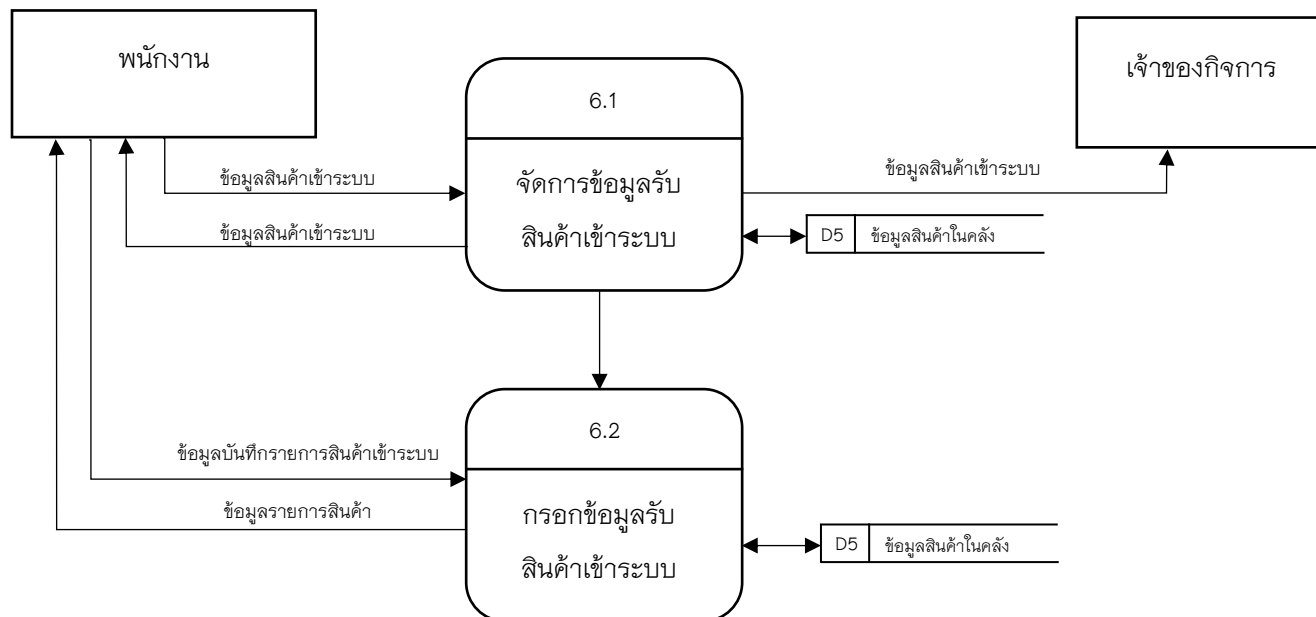 พนักงาน
เจ้าของกิจการ
6.1
จัดการข้อมูลรับ
สินค้าเข้าระบบ
ข้อมูลสินค้าเข้าระบบ
ข้อมูลสินค้าเข้าระบบ
ข้อมูลสินค้าเข้าระบบ
D5 ข้อมูลสินค้าในคลัง
6.2
กรอกข้อมูลรับ
สินค้าเข้าระบบ
ข้อมูลบันทึกรายการสินค้าเข้าระบบ
ข้อมูลรายการสินค้า
D5 ข้อมูลสินค้าในคลัง